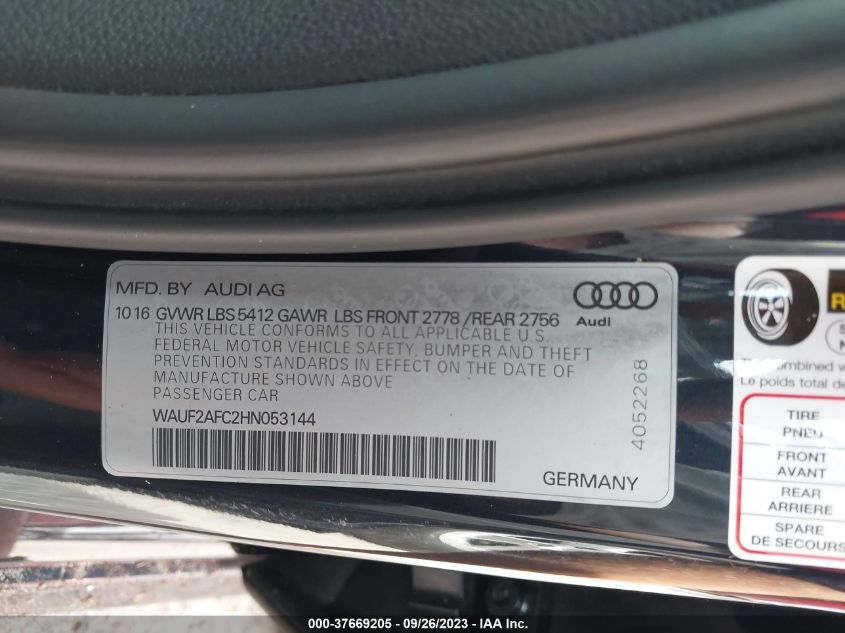 MFD. BY AUDI AG
10 16 GVWR LBS 5412 GAWR LBS FRONT 2778 /REAR 2756
THIS VEHICLE CONFORMS TO ALL APPLICABLE U.S.
FEDERAL MOTOR VEHICLE SAFETY, BUMPER AND THEFT
PREVENTION STANDARDS IN EFFECT ON THE DATE OF
MANUFACTURE SHOWN ABOVE
PASSENGER CAR
WAUF2AFC2HN053144
GERMANY
Audi
4052268
combined w
Le poids total de
TIRE
PNEU
FRONT
AVANT
REAR
ARRIERE
SPARE
DE SECOURS
000-37669205 - 09/26/2023 - IAA Inc.